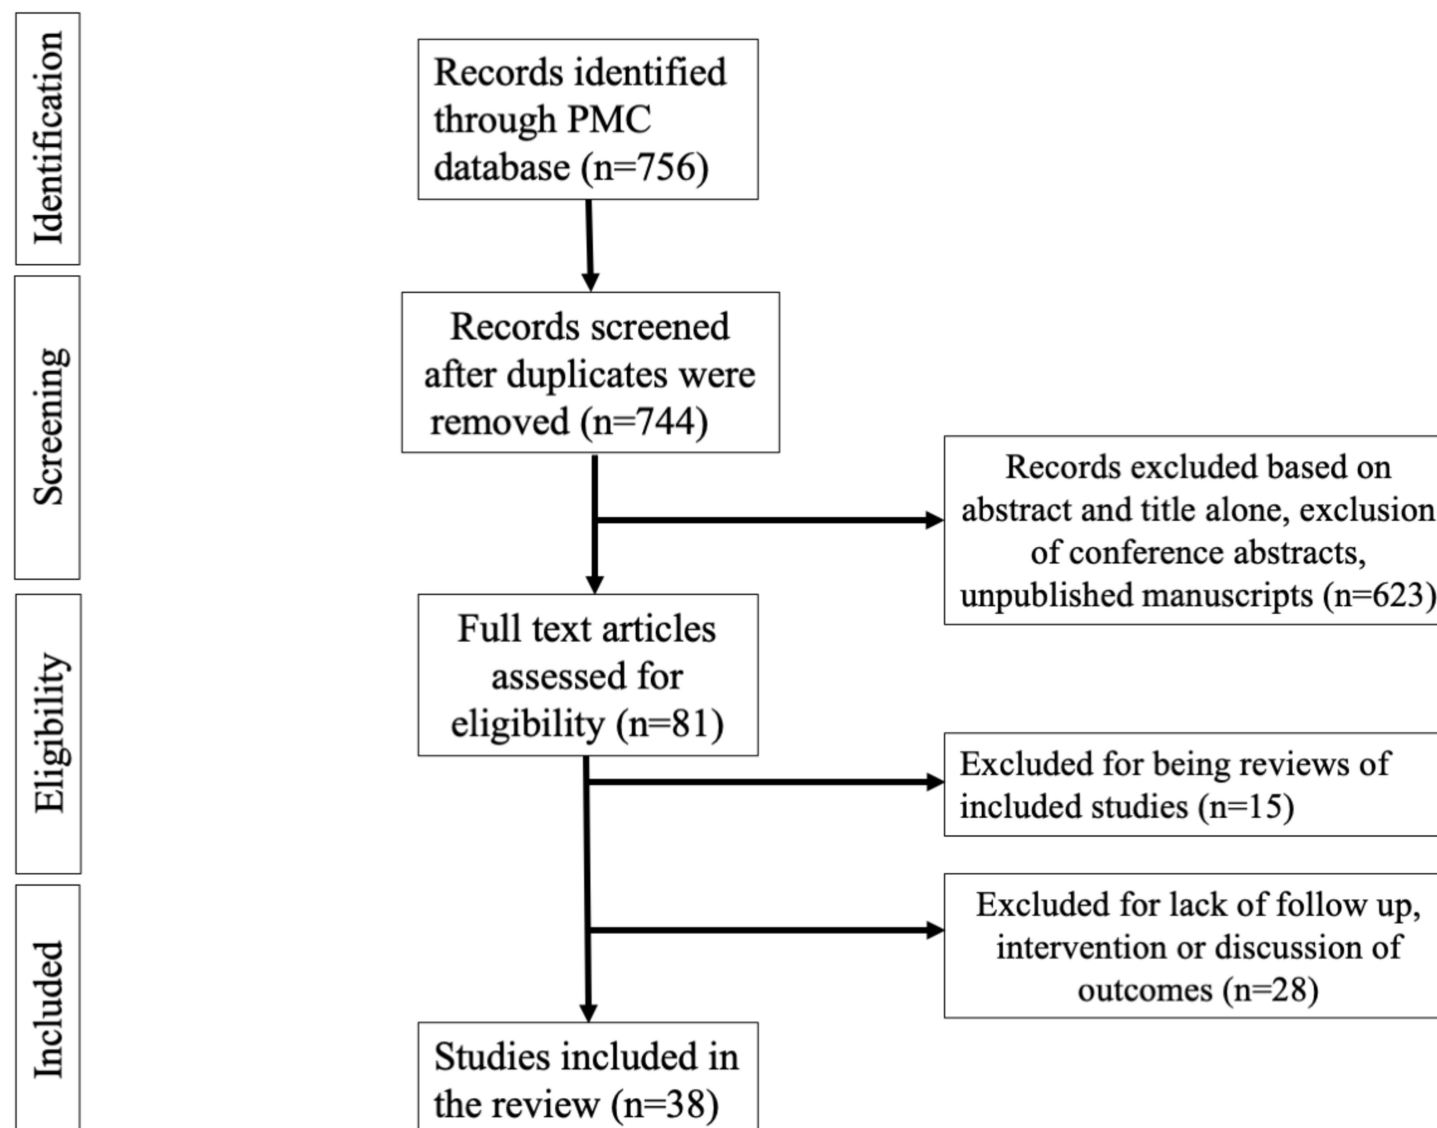 Identification
Records identified
through PMC
database (n=756)
Screening
Records screened
after duplicates were
removed (n=744)
Records excluded based on
abstract and title alone, exclusion
of conference abstracts,
unpublished manuscripts (n=623)
Eligibility
Full text articles
assessed for
eligibility (n=81)
Excluded for being reviews of
included studies (n=15)
Included
Excluded for lack of follow up,
intervention or discussion of
outcomes (n=28)
Studies included in
the review (n=38)